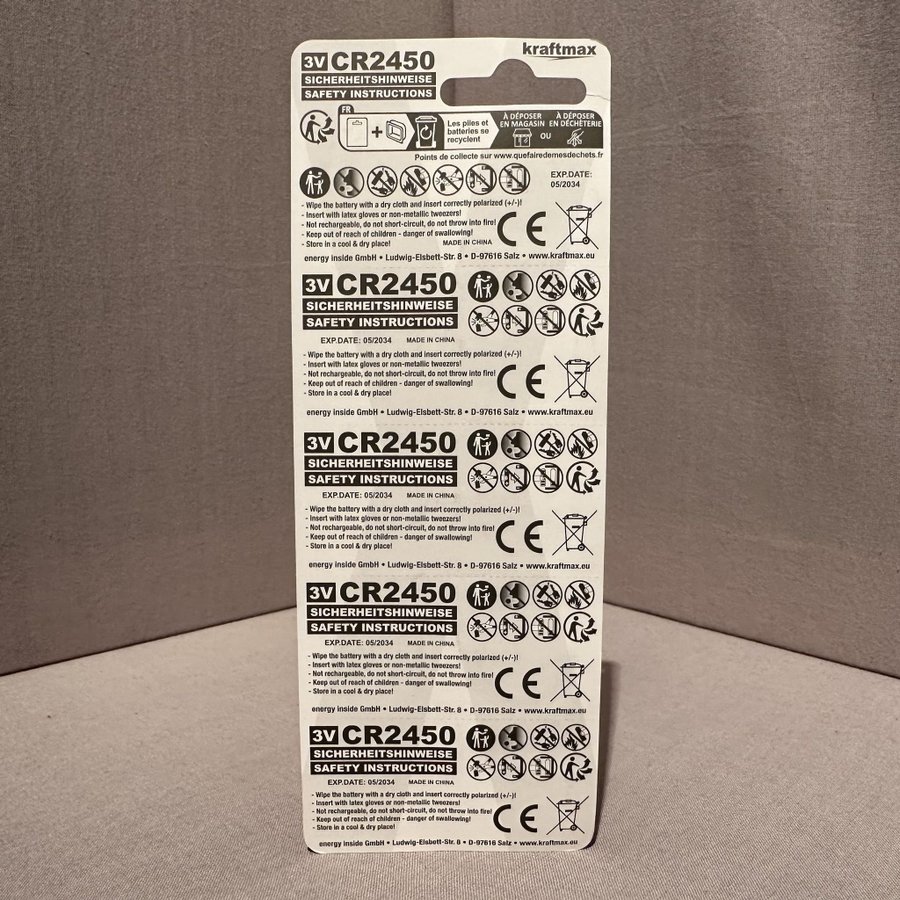 kraftmax
3V CR2450
SICHERHEITSHINWEISE
SAFETY INSTRUCTIONS
FR
+
Les piles et
batteries se
recyclent
À DÉPOSER
EN MAGASIN
OU
À DÉPOSER
EN DÉCHÈTERIE
Points de collecte sur www.quefairedemesdechets.fr
EXP.DATE:
05/2034
- Wipe the battery with a dry cloth and insert correctly polarized (+/-)!
- Insert with latex gloves or non-metallic tweezers!
- Not rechargeable, do not short-circuit, do not throw into fire!
- Keep out of reach of children - danger of swallowing!
- Store in a cool & dry place!
MADE IN CHINA
CE
energy inside GmbH • Ludwig-Elsbett-Str. 8 • D-97616 Salz • www.kraftmax.eu
3V CR2450
SICHERHEITSHINWEISE
SAFETY INSTRUCTIONS
EXP.DATE: 05/2034 MADE IN CHINA
- Wipe the battery with a dry cloth and insert correctly polarized (+/-)!
- Insert with latex gloves or non-metallic tweezers!
- Not rechargeable, do not short-circuit, do not throw into fire!
- Keep out of reach of children - danger of swallowing!
- Store in a cool & dry place!
CE
energy inside GmbH • Ludwig-Elsbett-Str. 8 • D-97616 Salz • www.kraftmax.eu
3V CR2450
SICHERHEITSHINWEISE
SAFETY INSTRUCTIONS
EXP.DATE: 05/2034 MADE IN CHINA
- Wipe the battery with a dry cloth and insert correctly polarized (+/-)!
- Insert with latex gloves or non-metallic tweezers!
- Not rechargeable, do not short-circuit, do not throw into fire!
- Keep out of reach of children - danger of swallowing!
- Store in a cool & dry place!
CE
energy inside GmbH • Ludwig-Elsbett-Str. 8 • D-97616 Salz • www.kraftmax.eu
3V CR2450
SICHERHEITSHINWEISE
SAFETY INSTRUCTIONS
EXP.DATE: 05/2034 MADE IN CHINA
- Wipe the battery with a dry cloth and insert correctly polarized (+/-)!
- Insert with latex gloves or non-metallic tweezers!
- Not rechargeable, do not short-circuit, do not throw into fire!
- Keep out of reach of children - danger of swallowing!
- Store in a cool & dry place!
CE
energy inside GmbH • Ludwig-Elsbett-Str. 8 • D-97616 Salz • www.kraftmax.eu
3V CR2450
SICHERHEITSHINWEISE
SAFETY INSTRUCTIONS
EXP.DATE: 05/2034 MADE IN CHINA
- Wipe the battery with a dry cloth and insert correctly polarized (+/-)!
- Insert with latex gloves or non-metallic tweezers!
- Not rechargeable, do not short-circuit, do not throw into fire!
- Keep out of reach of children - danger of swallowing!
- Store in a cool & dry place!
CE
energy inside GmbH • Ludwig-Elsbett-Str. 8 • D-97616 Salz • www.kraftmax.eu